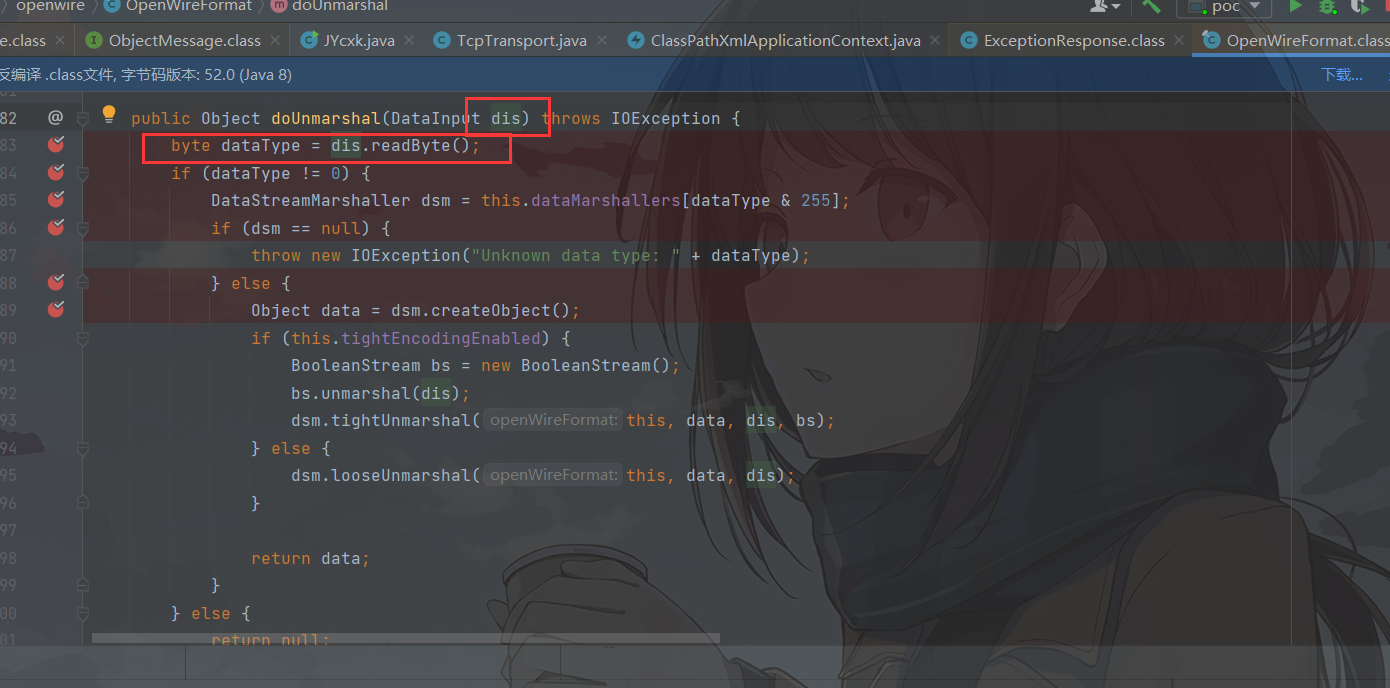 openwire OpenWireFormat doUnmarshal poc
e.class ObjectMessage.class JYcxk.java TcpTransport.java ClassPathXmlApplicationContext.java ExceptionResponse.class OpenWireFormat.class
反编译 .class文件, 字节码版本: 52.0 (Java 8) 下载...
81
82 @ public Object doUnmarshal(DataInput dis) throws IOException {
83 byte dataType = dis.readByte();
84 if (dataType != 0) {
85 DataStreamMarshaller dsm = this.dataMarshallers[dataType & 255];
86 if (dsm == null) {
87 throw new IOException("Unknown data type: " + dataType);
88 } else {
89 Object data = dsm.createObject();
90 if (this.tightEncodingEnabled) {
91 BooleanStream bs = new BooleanStream();
92 bs.unmarshal(dis);
93 dsm.tightUnmarshal( openWireFormat: this, data, dis, bs);
94 } else {
95 dsm.looseUnmarshal( openWireFormat: this, data, dis);
96 }
97
98 return data;
99 }
00 } else {
01 return null;